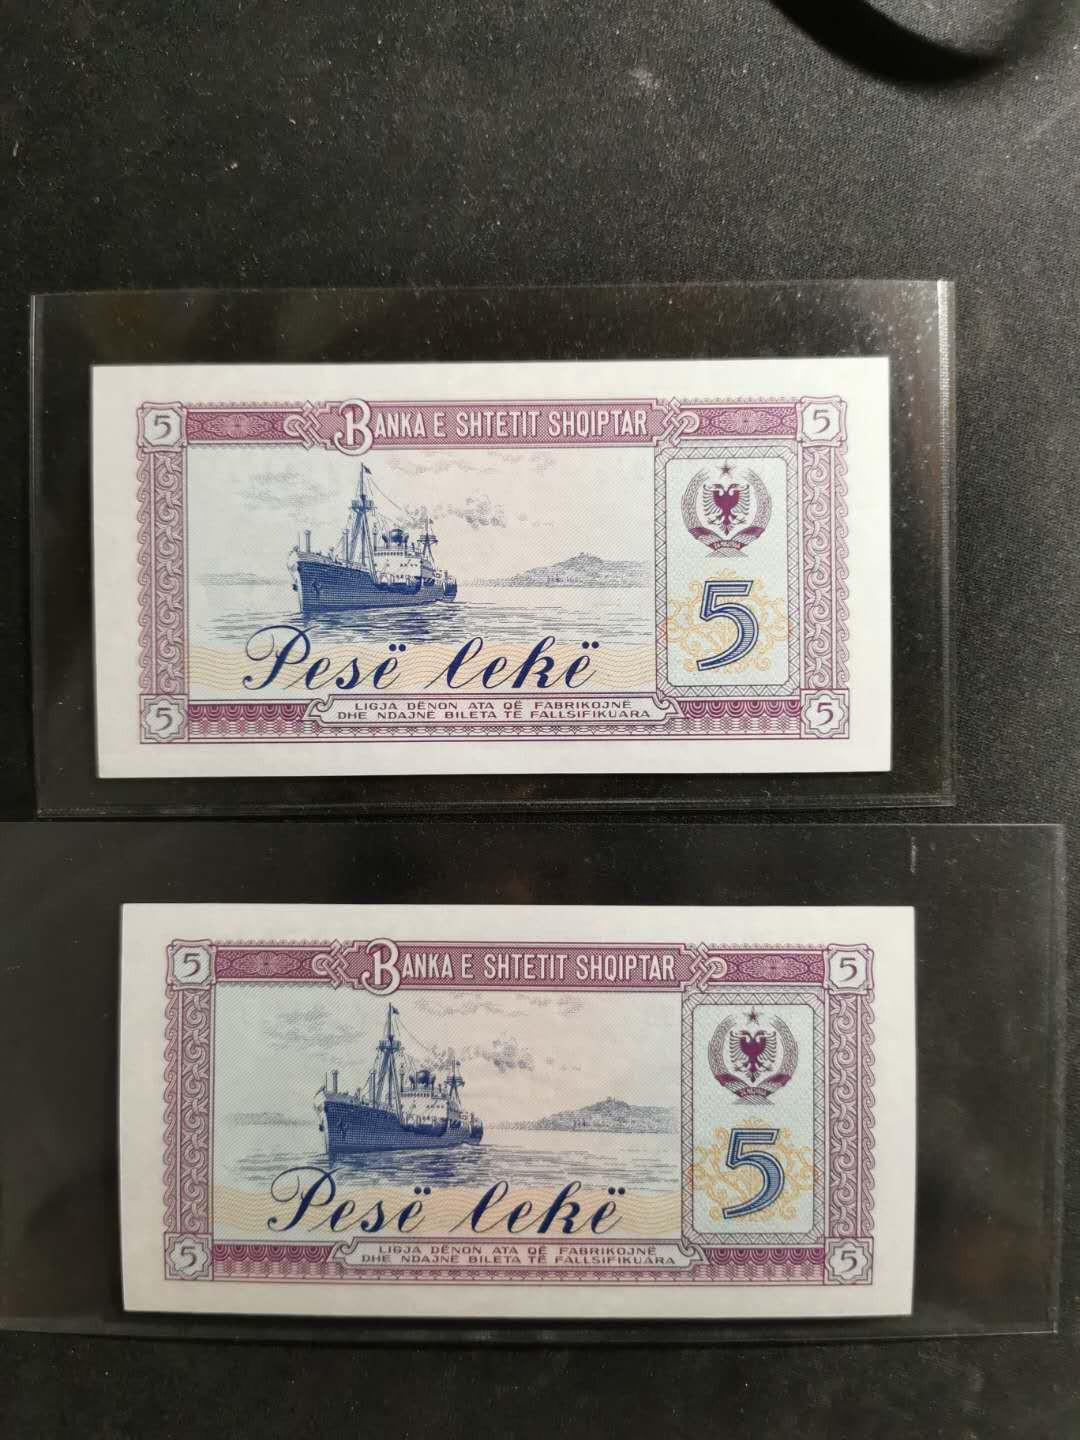 5 BANKA E SHTETIT SHQIPTAR 5
5
Pesë lekë
5 LIGJA DËNON ATA QË FABRIKOJNË 5
DHE NDAJNË BILETA TË FALLSIFIKUARA
5 BANKA E SHTETIT SHQIPTAR 5
5
Pesë lekë
5 LIGJA DËNON ATA QË FABRIKOJNË 5
DHE NDAJNË BILETA TË FALLSIFIKUARA